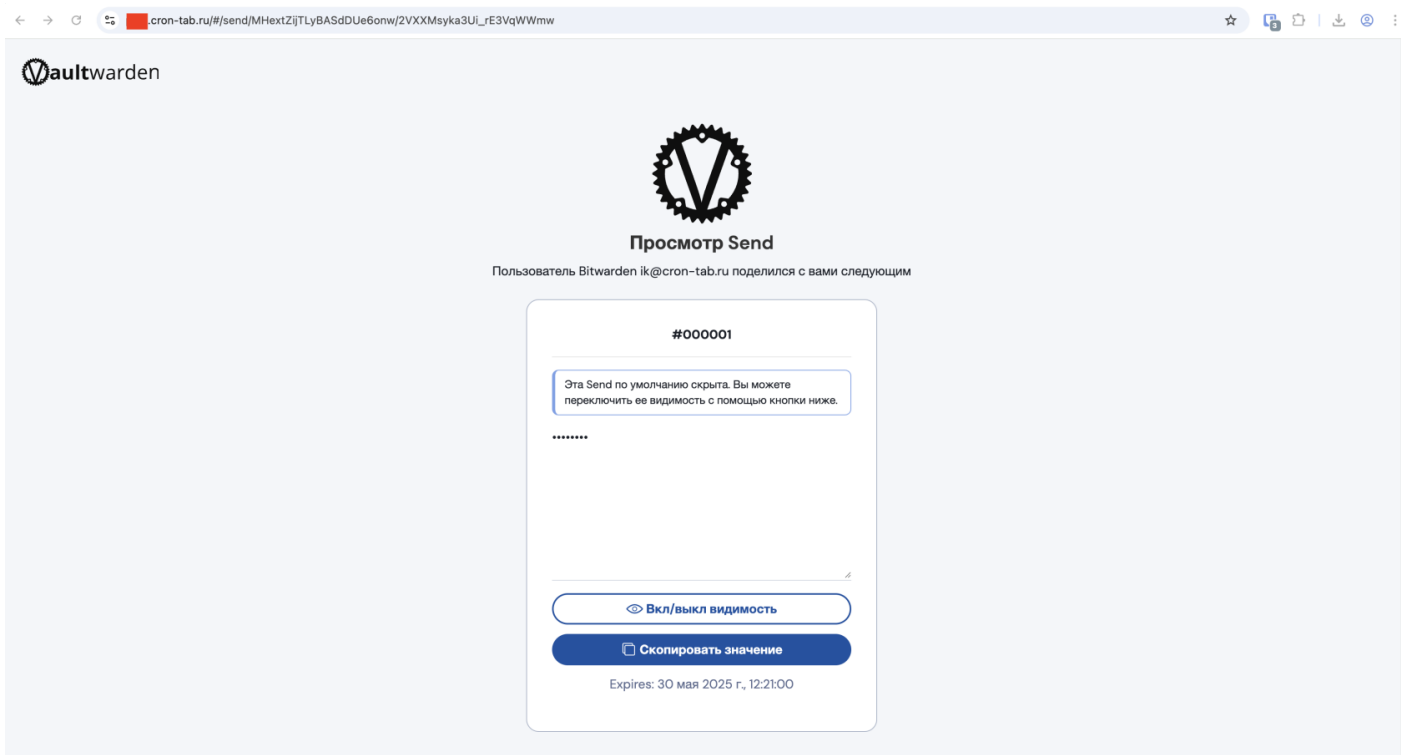 .cron-tab.ru/#/send/MHextZijTLyBASdDUe6onw/2VXXMsyka3Ui_rE3VqWWmw
3
Vaultwarden
Просмотр Send
Пользователь Bitwarden ik@cron-tab.ru поделился с вами следующим
#000001
Эта Send по умолчанию скрыта. Вы можете
переключить ее видимость с помощью кнопки ниже.
••••••••
Вкл/выкл видимость
Скопировать значение
Expires: 30 мая 2025 г., 12:21:00